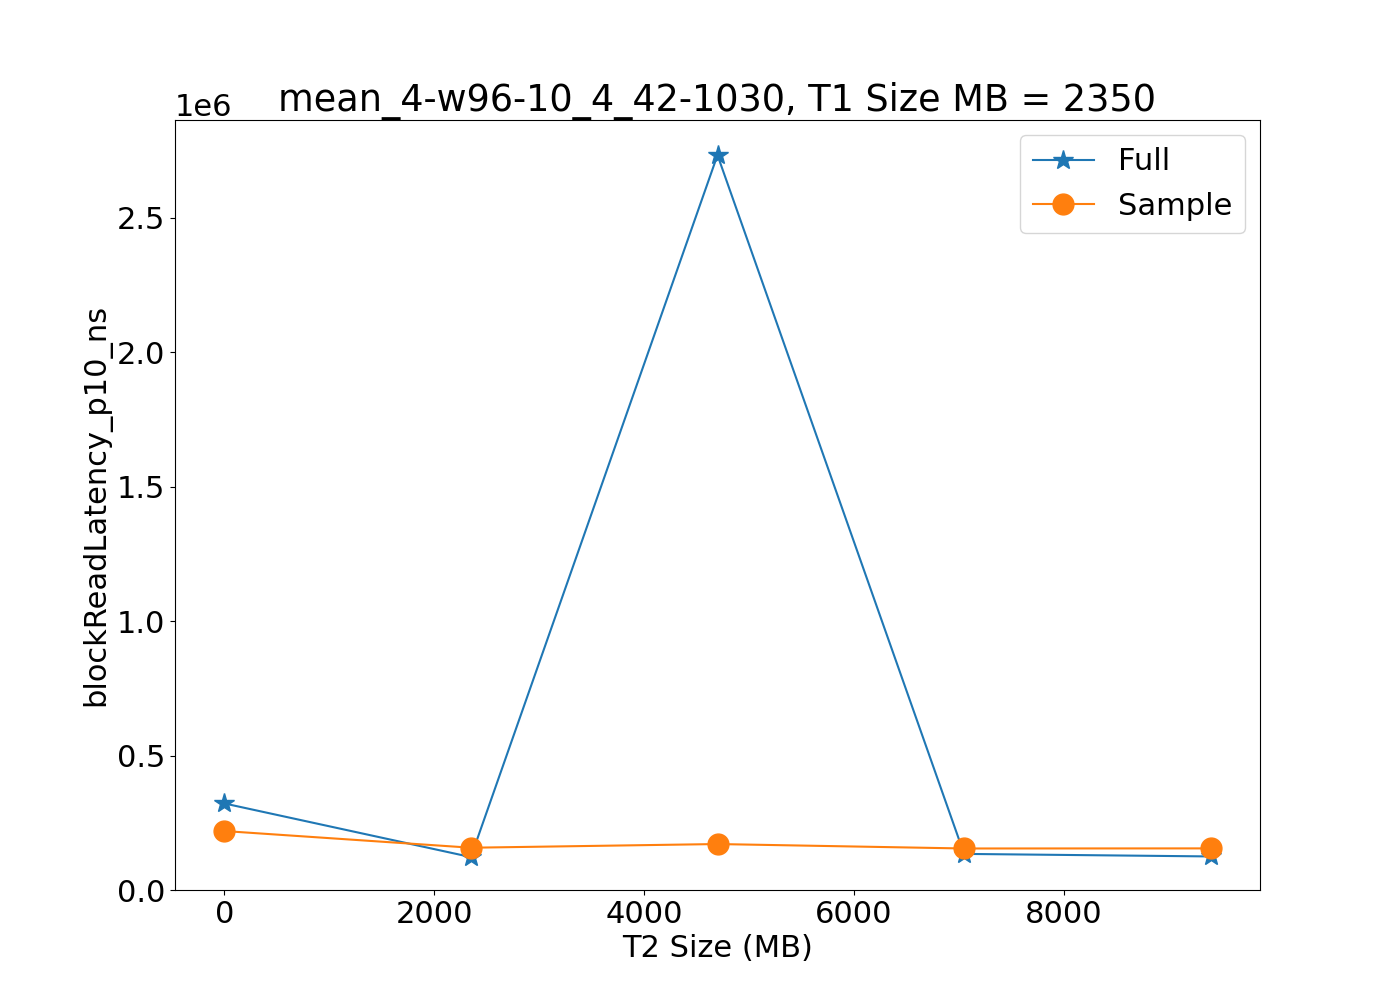 mean_4-w96-10_4_42-1030, T1 Size MB = 2350
1e6
Full
Sample
2.5
2.0
1.5
1.0
0.5
0.0
blockReadLatency_p10_ns
0 2000 4000 6000 8000
T2 Size (MB)